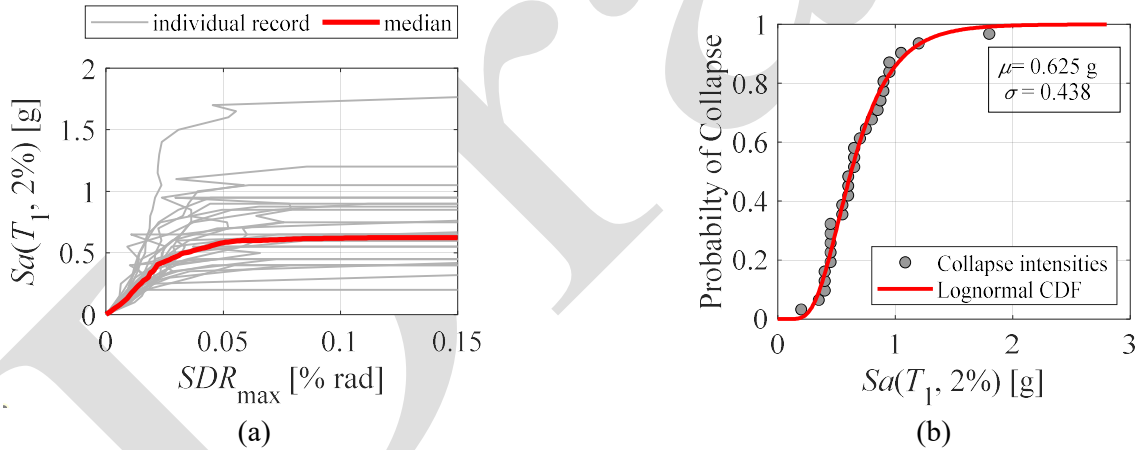 individual record median
2
1.5
1
0.5
0
0 0.05 0.1 0.15
Sa(T1, 2%) [g]
SDRmax [% rad]
(a)
1
0.8
0.6
0.4
0.2
0
0 1 2 3
Probabilty of Collapse
μ= 0.625 g
σ = 0.438
Collapse intensities
Lognormal CDF
Sa(T1, 2%) [g]
(b)